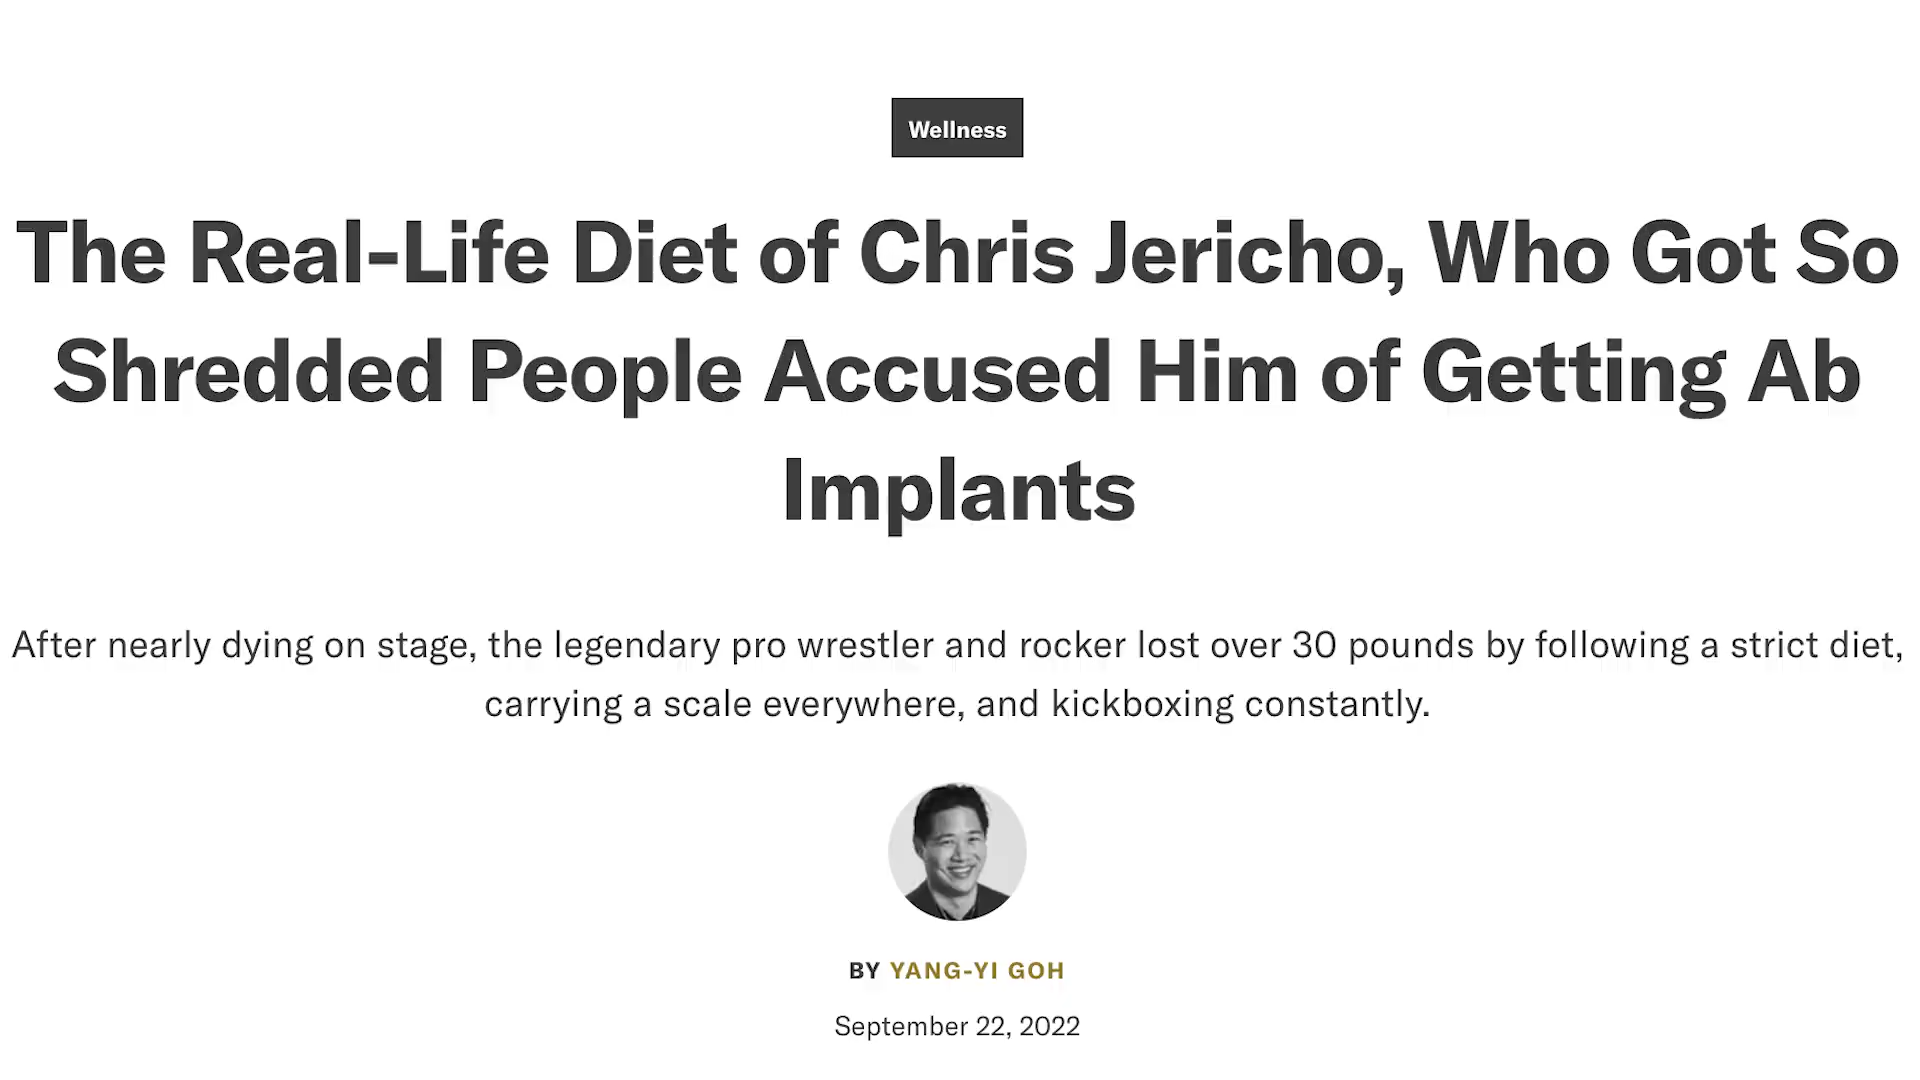 Wellness
The Real-Life Diet of Chris Jericho, Who Got So
Shredded People Accused Him of Getting Ab
Implants
After nearly dying on stage, the legendary pro wrestler and rocker lost over 30 pounds by following a strict diet,
carrying a scale everywhere, and kickboxing constantly.
BY YANG-YI GOH
September 22, 2022